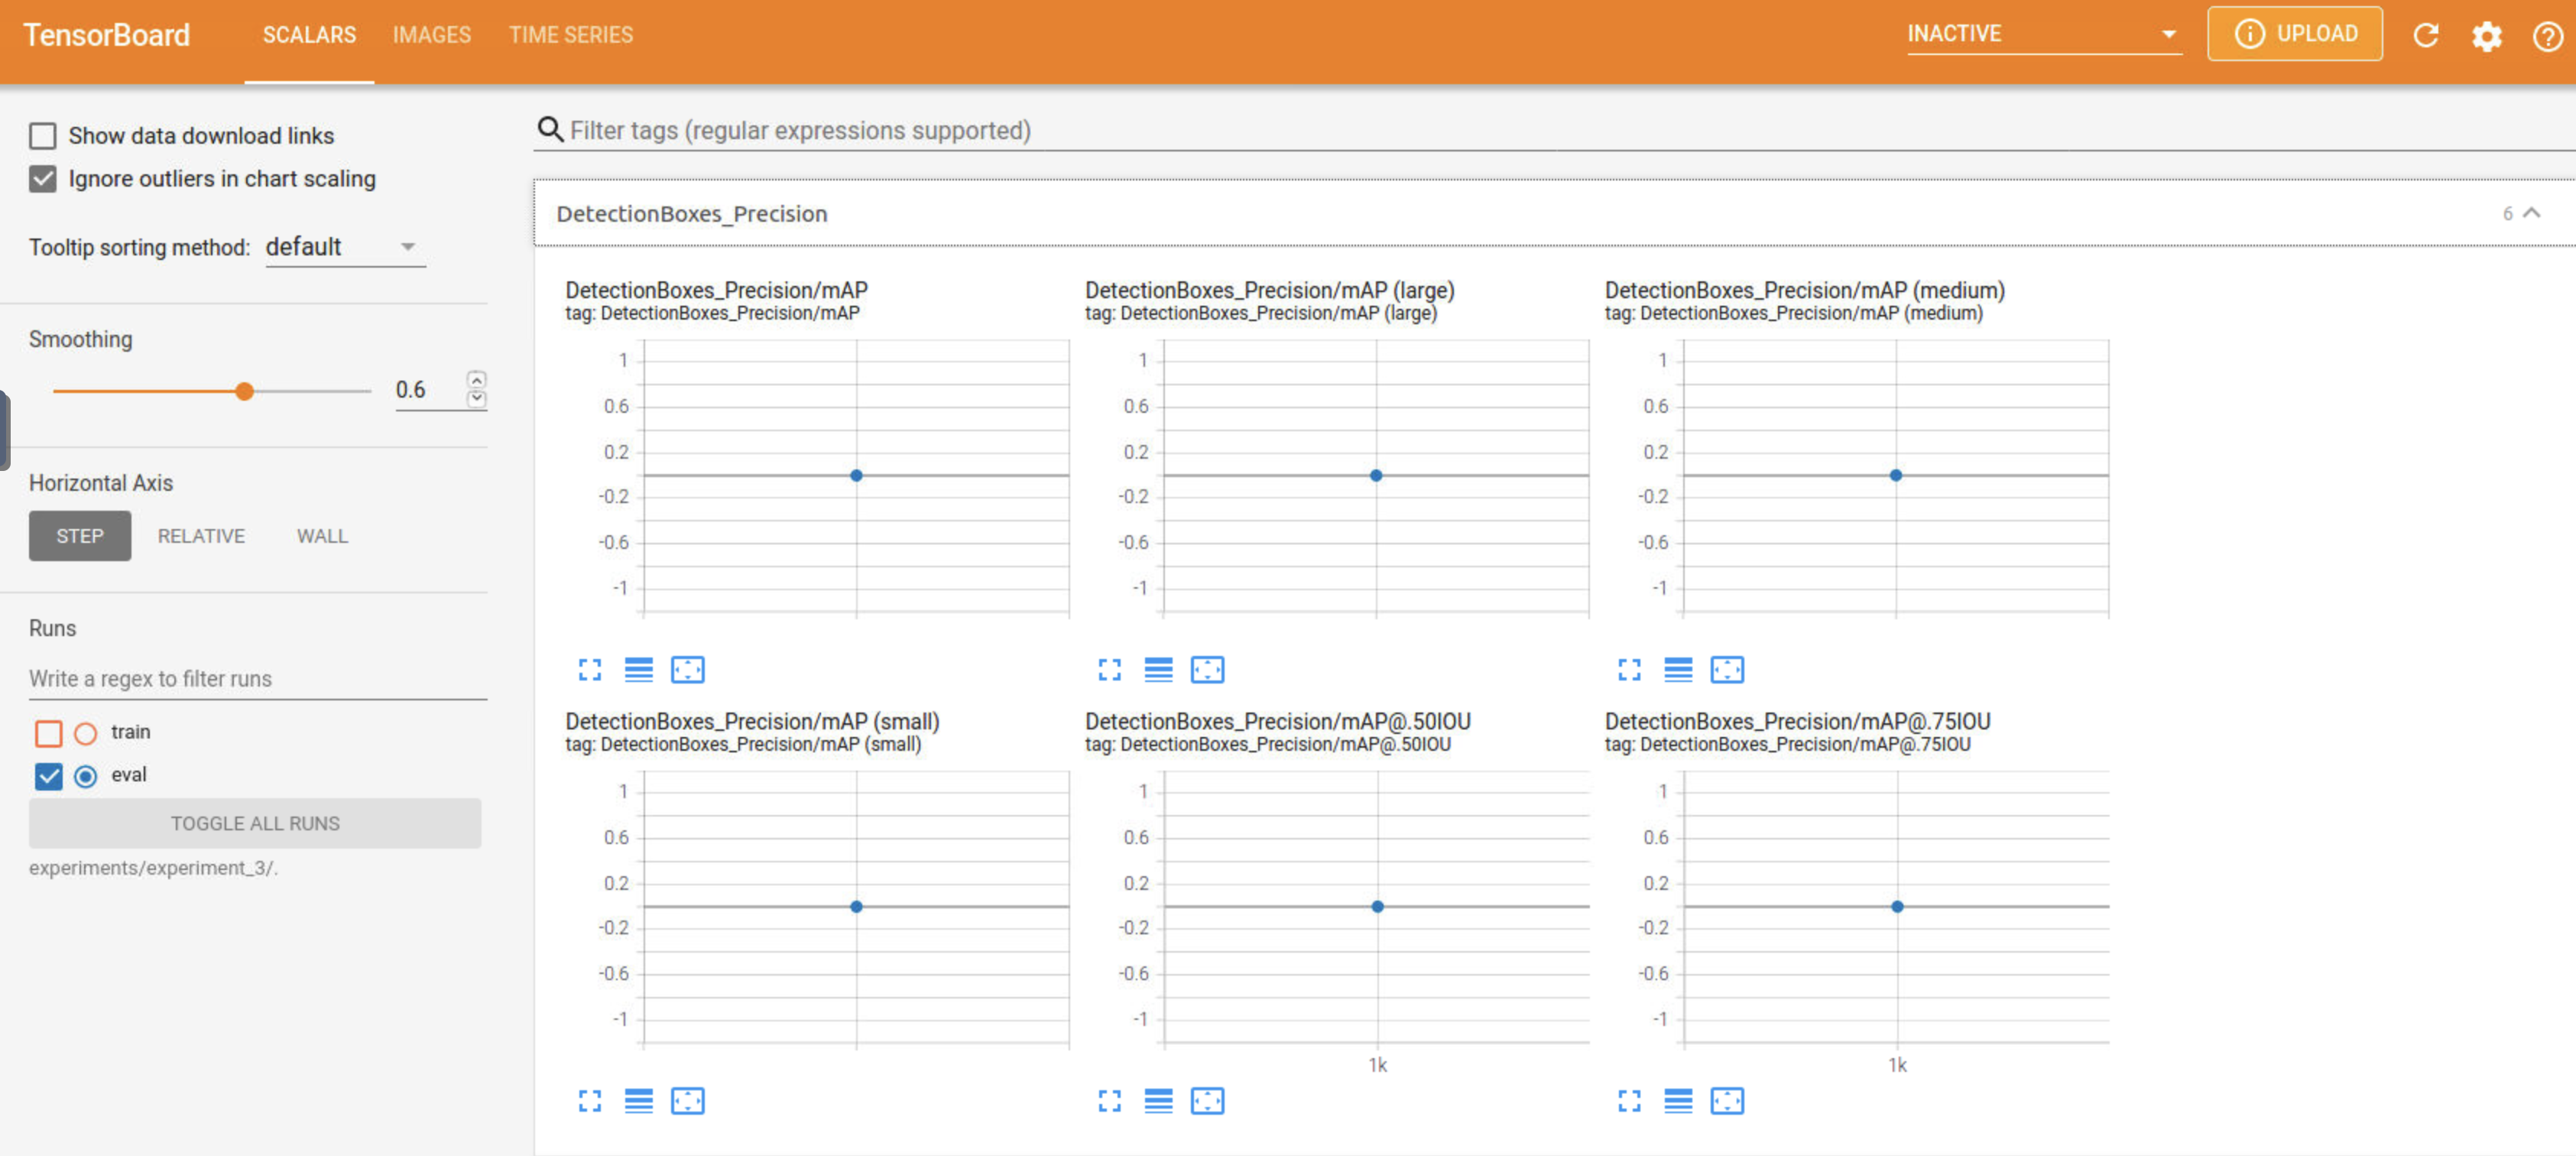 TensorBoard
SCALARS
IMAGES
TIME SERIES
INACTIVE
UPLOAD
Show data download links
Ignore outliers in chart scaling
Tooltip sorting method: default
Smoothing
0.6
Horizontal Axis
STEP
RELATIVE
WALL
Runs
Write a regex to filter runs
train
eval
TOGGLE ALL RUNS
experiments/experiment_3/.
Filter tags (regular expressions supported)
DetectionBoxes_Precision
6
DetectionBoxes_Precision/mAP
tag: DetectionBoxes_Precision/mAP
1
0.6
0.2
-0.2
-0.6
-1
DetectionBoxes_Precision/mAP (large)
tag: DetectionBoxes_Precision/mAP (large)
1
0.6
0.2
-0.2
-0.6
-1
DetectionBoxes_Precision/mAP (medium)
tag: DetectionBoxes_Precision/mAP (medium)
1
0.6
0.2
-0.2
-0.6
-1
DetectionBoxes_Precision/mAP (small)
tag: DetectionBoxes_Precision/mAP (small)
1
0.6
0.2
-0.2
-0.6
-1
DetectionBoxes_Precision/mAP@.50IOU
tag: DetectionBoxes_Precision/mAP@.50IOU
1
0.6
0.2
-0.2
-0.6
-1
1k
DetectionBoxes_Precision/mAP@.75IOU
tag: DetectionBoxes_Precision/mAP@.75IOU
1
0.6
0.2
-0.2
-0.6
-1
1k